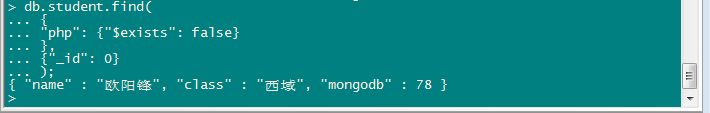 > db.student.find(
... {
... "php": {"$exists": false}
... },
... {"_id": 0}
... );
{ "name" : "欧阳锋", "class" : "西域", "mongodb" : 78 }
>